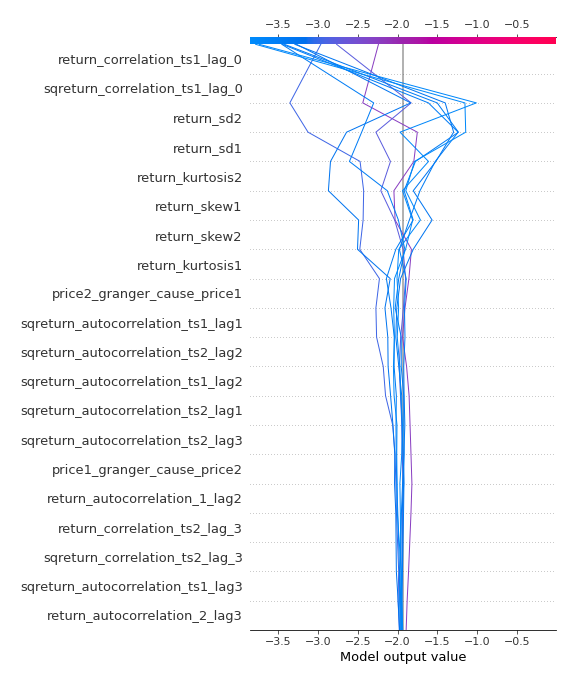 −3.5 −3.0 −2.5 −2.0 −1.5 −1.0 −0.5
return_correlation_ts1_lag_0
sqreturn_correlation_ts1_lag_0
return_sd2
return_sd1
return_kurtosis2
return_skew1
return_skew2
return_kurtosis1
price2_granger_cause_price1
sqreturn_autocorrelation_ts1_lag1
sqreturn_autocorrelation_ts2_lag2
sqreturn_autocorrelation_ts1_lag2
sqreturn_autocorrelation_ts2_lag1
sqreturn_autocorrelation_ts2_lag3
price1_granger_cause_price2
return_autocorrelation_1_lag2
return_correlation_ts2_lag_3
sqreturn_correlation_ts2_lag_3
sqreturn_autocorrelation_ts1_lag3
return_autocorrelation_2_lag3
−3.5 −3.0 −2.5 −2.0 −1.5 −1.0 −0.5
Model output value